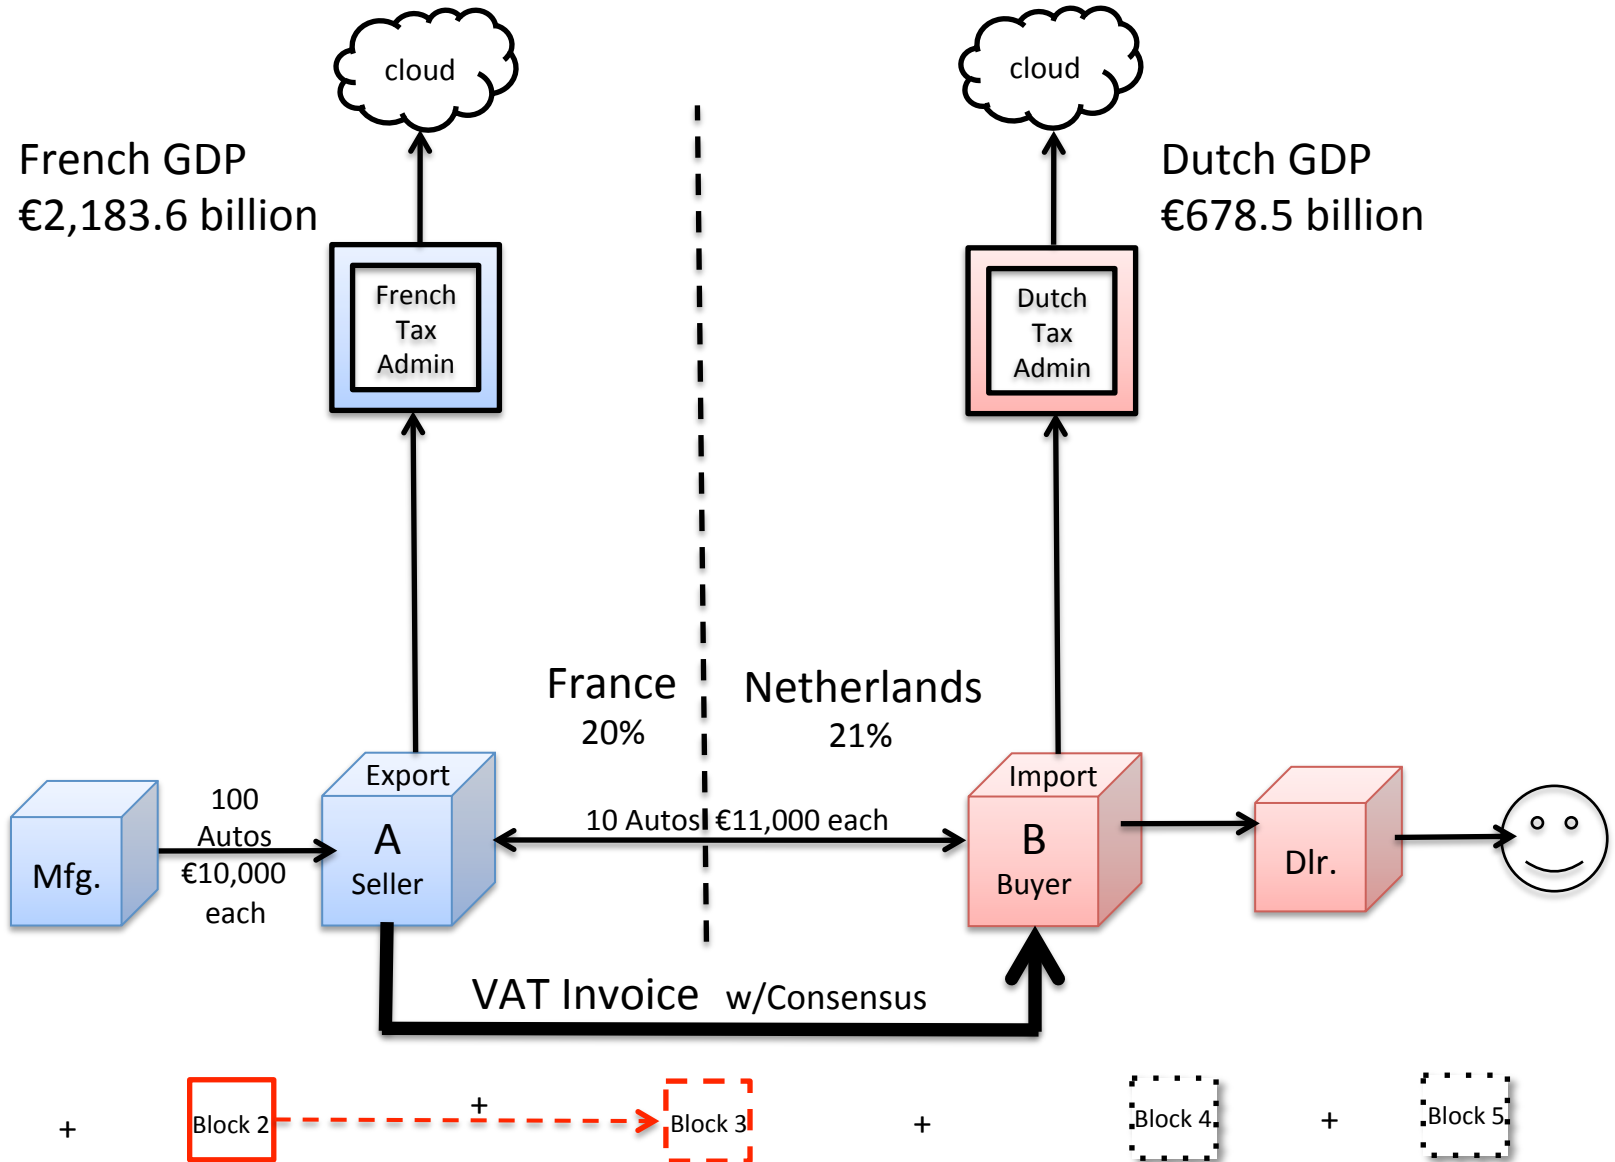 cloud
cloud
French GDP
€2,183.6 billion
Dutch GDP
€678.5 billion
French
Tax
Admin
Dutch
Tax
Admin
France
20%
Netherlands
21%
Export
Import
100
Autos
€10,000
each
Mfg.
A
Seller
10 Autos €11,000 each
B
Buyer
Dlr.
VAT Invoice w/Consensus
+
Block 2
+
Block 3
+
Block 4
+
Block 5